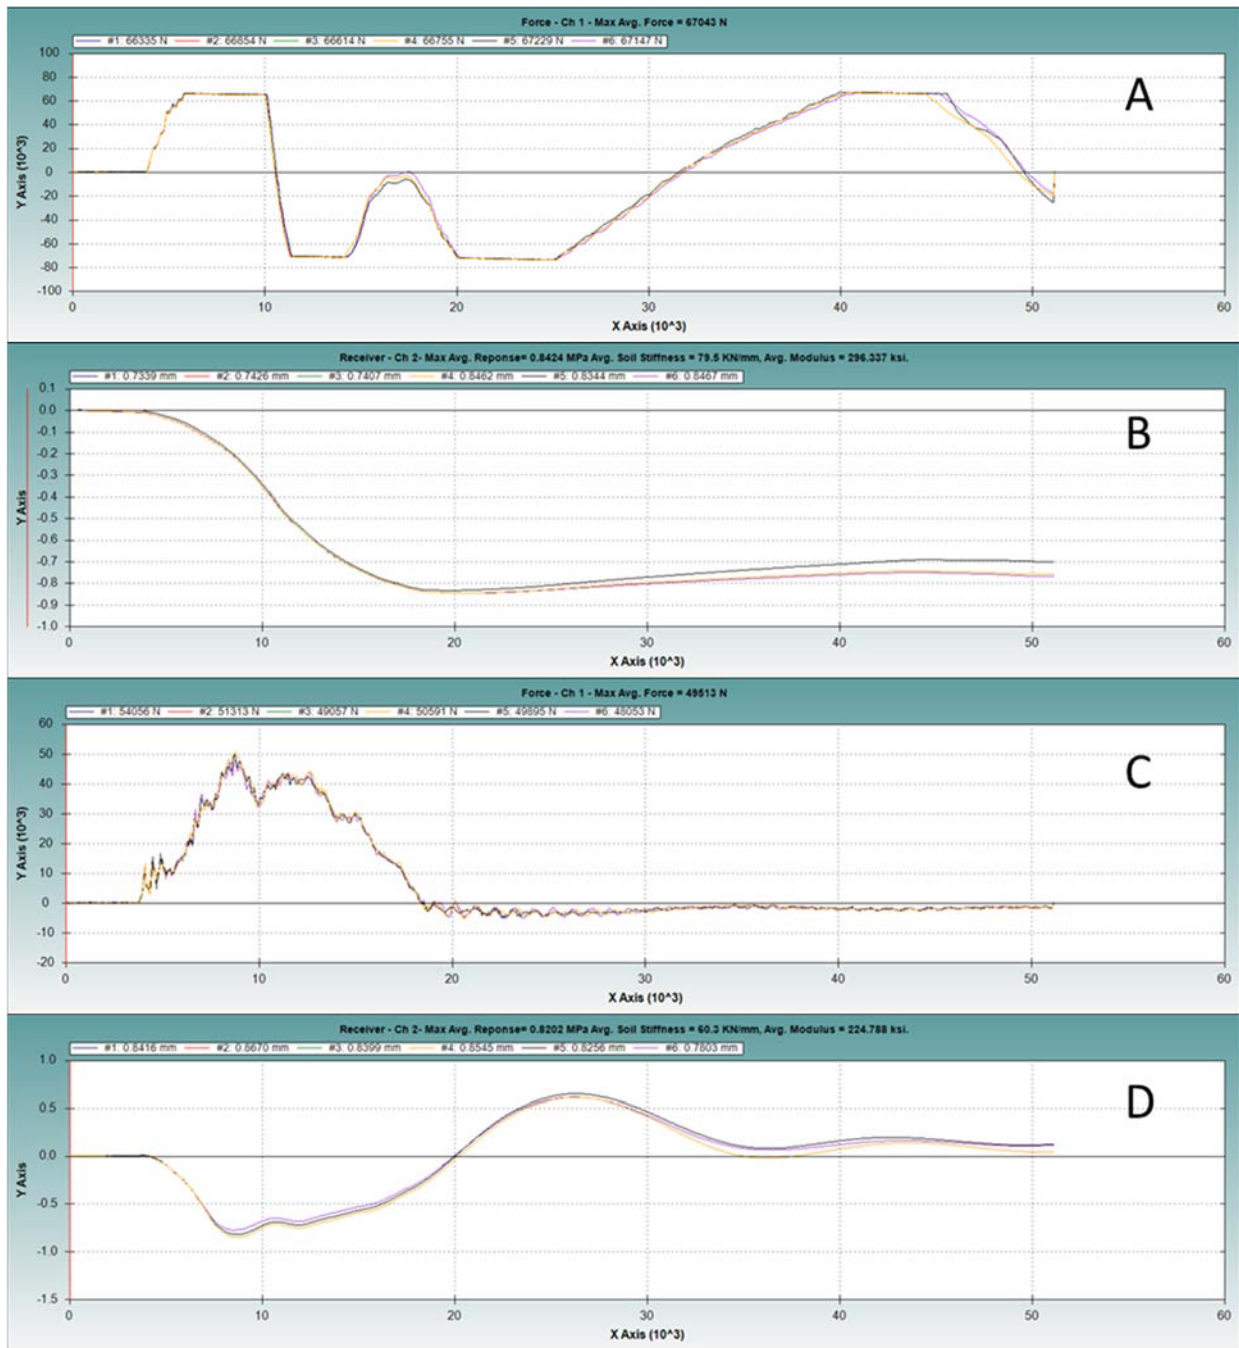 Force - Ch 1 - Max Avg. Force = 67043 N
#1: 66335 N #2: 66854 N #3: 66614 N #4: 66755 N #5: 67229 N #6: 67147 N
A
100
80
60
40
20
0
-20
-40
-60
-80
-100
Y Axis (10^3)
0 10 20 30 40 50 60
X Axis (10^3)
Receiver - Ch 2- Max Avg. Reponse= 0.8424 MPa Avg. Soil Stiffness = 79.5 KN/mm, Avg. Modulus = 296.337 ksi.
#1: 0.7339 mm #2: 0.7426 mm #3: 0.7407 mm #4: 0.8462 mm #5: 0.8344 mm #6: 0.8467 mm
B
0.1
0.0
-0.1
-0.2
-0.3
-0.4
-0.5
-0.6
-0.7
-0.8
-0.9
-1.0
Y Axis
0 10 20 30 40 50 60
X Axis (10^3)
Force - Ch 1 - Max Avg. Force = 49513 N
#1: 54056 N #2: 51313 N #3: 49057 N #4: 50591 N #5: 49895 N #6: 48053 N
C
60
50
40
30
20
10
0
-10
-20
Y Axis (10^3)
0 10 20 30 40 50 60
X Axis (10^3)
Receiver - Ch 2- Max Avg. Reponse= 0.8202 MPa Avg. Soil Stiffness = 60.3 KN/mm, Avg. Modulus = 224.788 ksi.
#1: 0.8416 mm #2: 0.8670 mm #3: 0.8399 mm #4: 0.8545 mm #5: 0.8256 mm #6: 0.7803 mm
D
1.0
0.5
0.0
-0.5
-1.0
-1.5
Y Axis
0 10 20 30 40 50 60
X Axis (10^3)